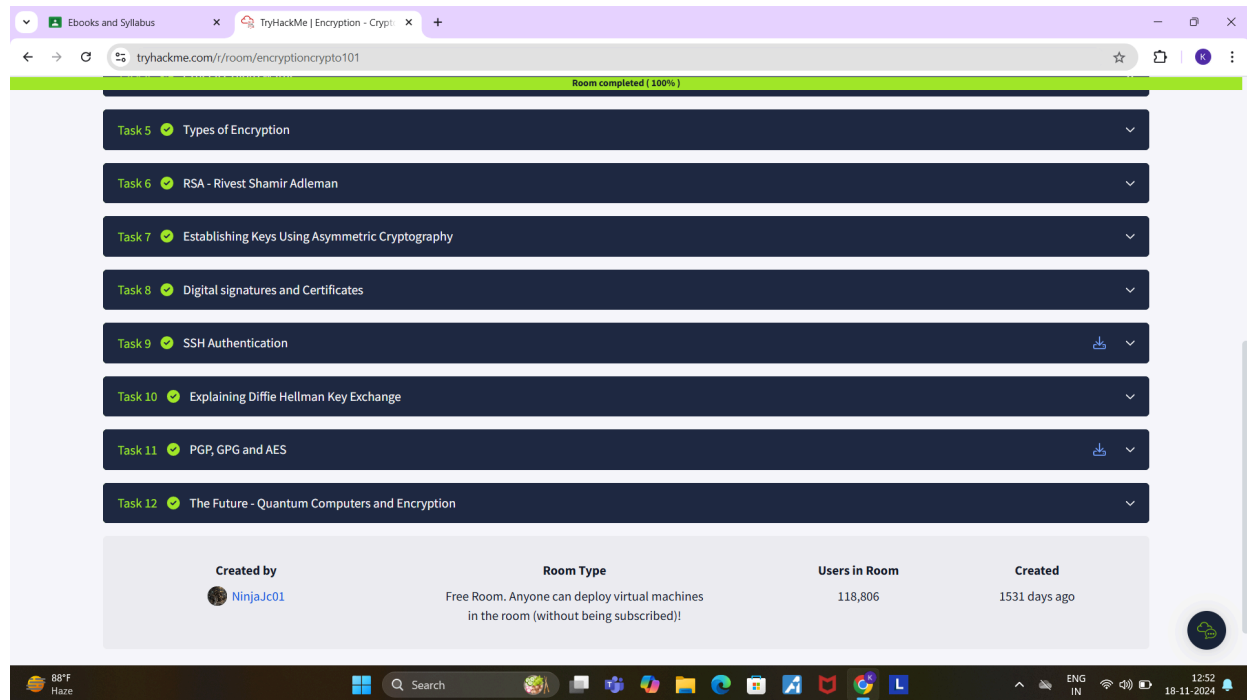 Ebooks and Syllabus
TryHackMe | Encryption - Crypt
tryhackme.com/r/room/encryptioncrypto101
K
Room completed ( 100% )
Task 5 Types of Encryption
Task 6 RSA - Rivest Shamir Adleman
Task 7 Establishing Keys Using Asymmetric Cryptography
Task 8 Digital signatures and Certificates
Task 9 SSH Authentication
Task 10 Explaining Diffie Hellman Key Exchange
Task 11 PGP, GPG and AES
Task 12 The Future - Quantum Computers and Encryption
Created by
NinjaJc01
Room Type
Free Room. Anyone can deploy virtual machines
in the room (without being subscribed)!
Users in Room
118,806
Created
1531 days ago
88°F
Haze
Search
L
ENG
IN
12:52
18-11-2024